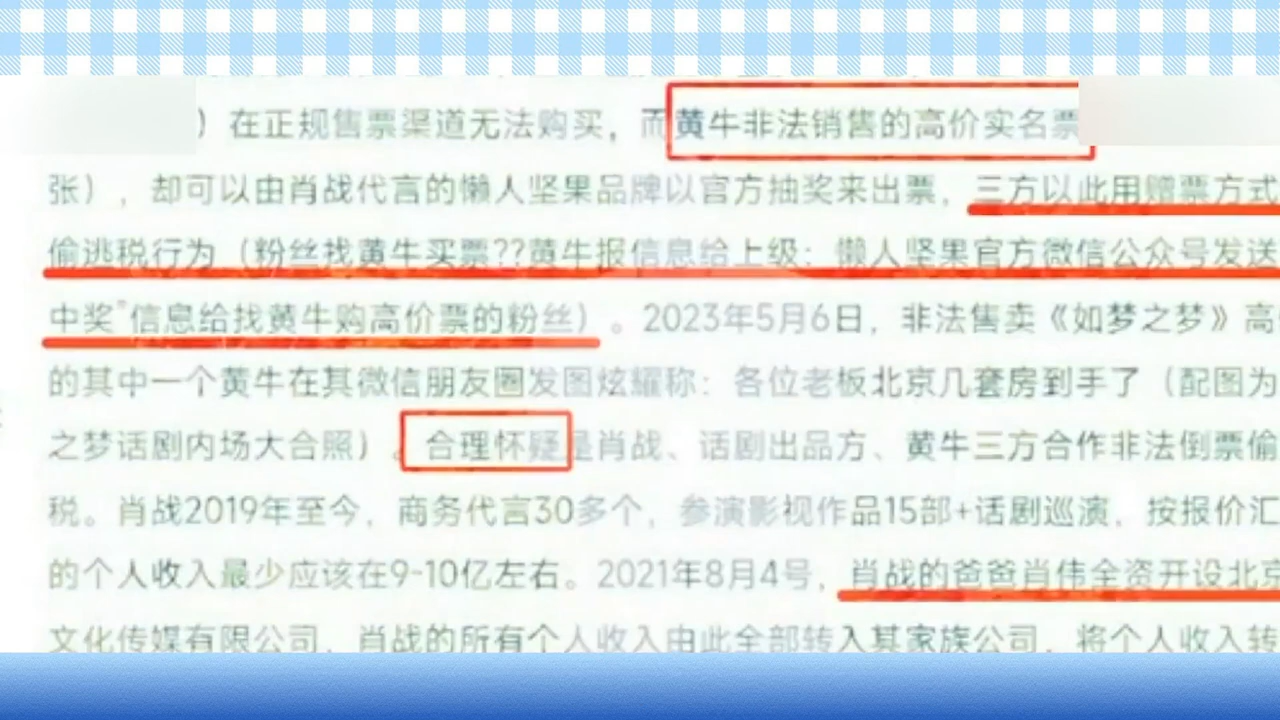 ）在正规售票渠道无法购买，而黄牛非法销售的高价实名票
张），却可以由肖战代言的懒人坚果品牌以官方抽奖来出票，三方以此用赠票方式
偷逃税行为（粉丝找黄牛买票??黄牛报信息给上级：懒人坚果官方微信公众号发送
中奖”信息给找黄牛购高价票的粉丝）。2023年5月6日，非法售卖《如梦之梦》高
的其中一个黄牛在其微信朋友圈发图炫耀称：各位老板北京几套房到手了（配图为
之梦话剧内场大合照）。合理怀疑是肖战、话剧出品方、黄牛三方合作非法倒票偷
税。肖战2019年至今，商务代言30多个，参演影视作品15部+话剧巡演，按报价汇
的个人收入最少应该在9-10亿左右。2021年8月4号，肖战的爸爸肖伟全资开设北京
文化传媒有限公司，肖战的所有个人收入由此全部转入其家族公司，将个人收入转